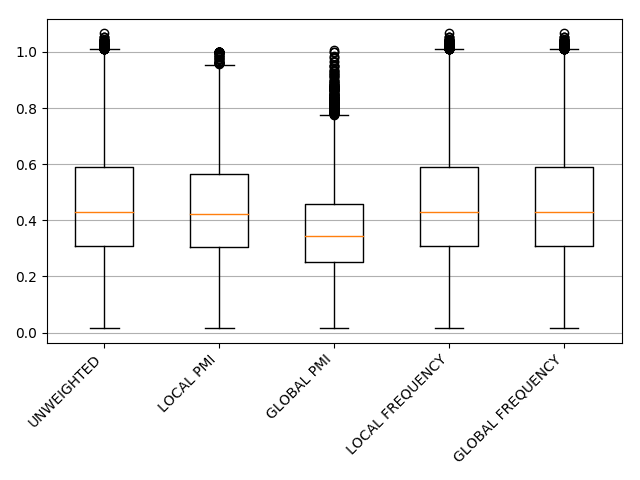 1.0
0.8
0.6
0.4
0.2
0.0
UNWEIGHTED
LOCAL PMI
GLOBAL PMI
LOCAL FREQUENCY
GLOBAL FREQUENCY